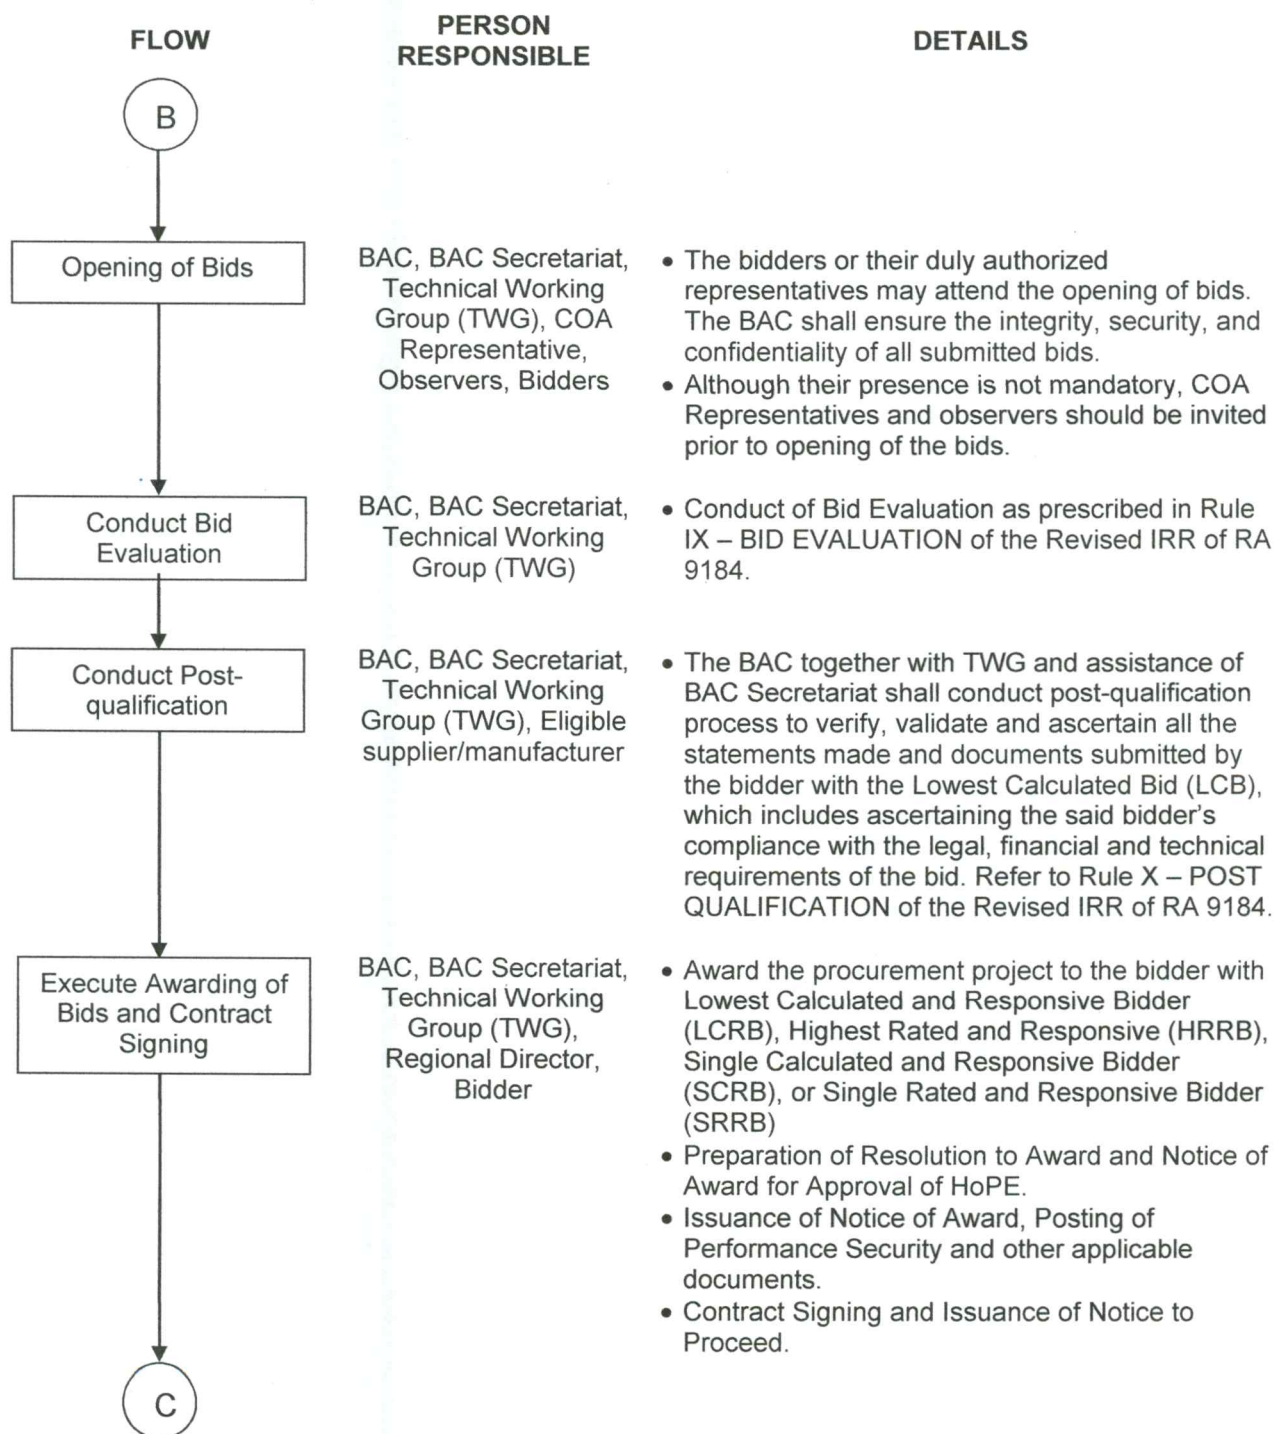 FLOW
PERSON
RESPONSIBLE
DETAILS
B
Opening of Bids
BAC, BAC Secretariat,
Technical Working
Group (TWG), COA
Representative,
Observers, Bidders
• The bidders or their duly authorized
representatives may attend the opening of bids.
The BAC shall ensure the integrity, security, and
confidentiality of all submitted bids.
• Although their presence is not mandatory, COA
Representatives and observers should be invited
prior to opening of the bids.
Conduct Bid
Evaluation
BAC, BAC Secretariat,
Technical Working
Group (TWG)
• Conduct of Bid Evaluation as prescribed in Rule
IX – BID EVALUATION of the Revised IRR of RA
9184.
Conduct Post-
qualification
BAC, BAC Secretariat,
Technical Working
Group (TWG), Eligible
supplier/manufacturer
• The BAC together with TWG and assistance of
BAC Secretariat shall conduct post-qualification
process to verify, validate and ascertain all the
statements made and documents submitted by
the bidder with the Lowest Calculated Bid (LCB),
which includes ascertaining the said bidder's
compliance with the legal, financial and technical
requirements of the bid. Refer to Rule X – POST
QUALIFICATION of the Revised IRR of RA 9184.
Execute Awarding of
Bids and Contract
Signing
BAC, BAC Secretariat,
Technical Working
Group (TWG),
Regional Director,
Bidder
• Award the procurement project to the bidder with
Lowest Calculated and Responsive Bidder
(LCRB), Highest Rated and Responsive (HRRB),
Single Calculated and Responsive Bidder
(SCRB), or Single Rated and Responsive Bidder
(SRRB)
• Preparation of Resolution to Award and Notice of
Award for Approval of HoPE.
• Issuance of Notice of Award, Posting of
Performance Security and other applicable
documents.
• Contract Signing and Issuance of Notice to
Proceed.
C